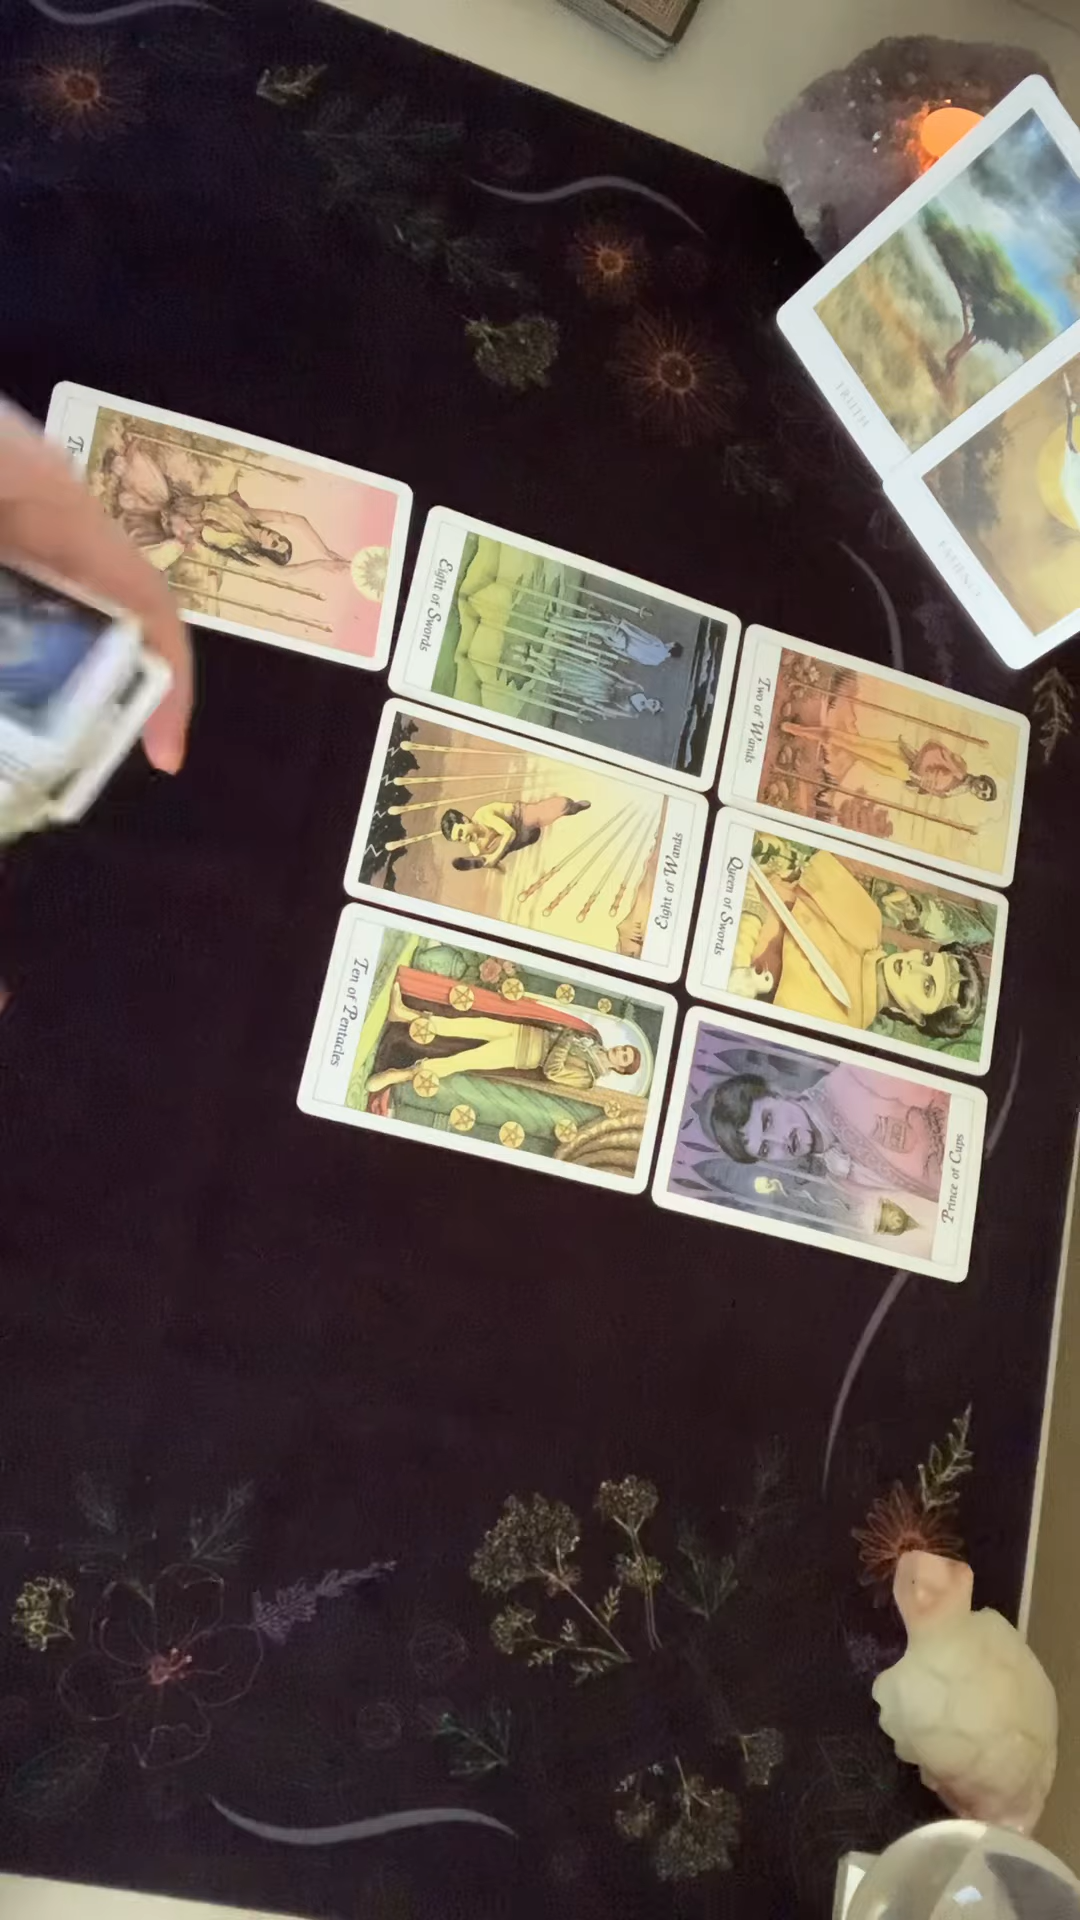 TRUTH
PATIENCE
T
Eight of Swords
Two of Wands
Eight of Wands
Queen of Swords
Ten of Pentacles
Prince of Cups